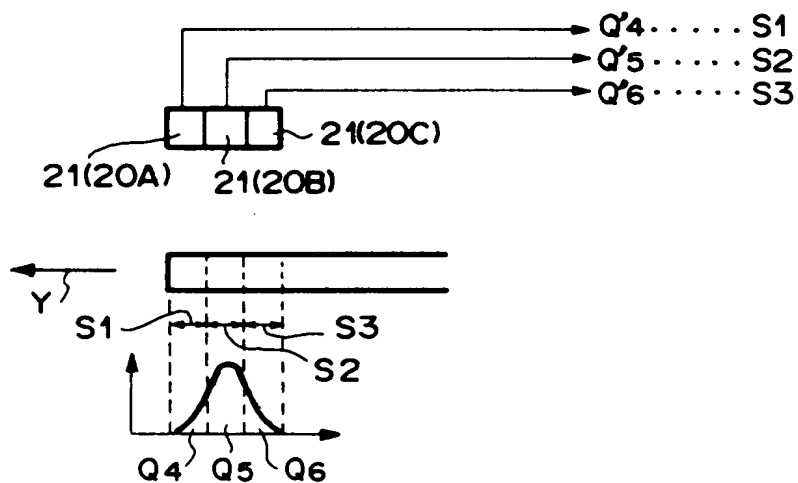 Q'4 · · · · · S1
Q'5 · · · · · S2
Q'6 · · · · · S3
21(20C)
21(20A)
21(20B)
Y
S1
S3
S2
Q4 Q5 Q6